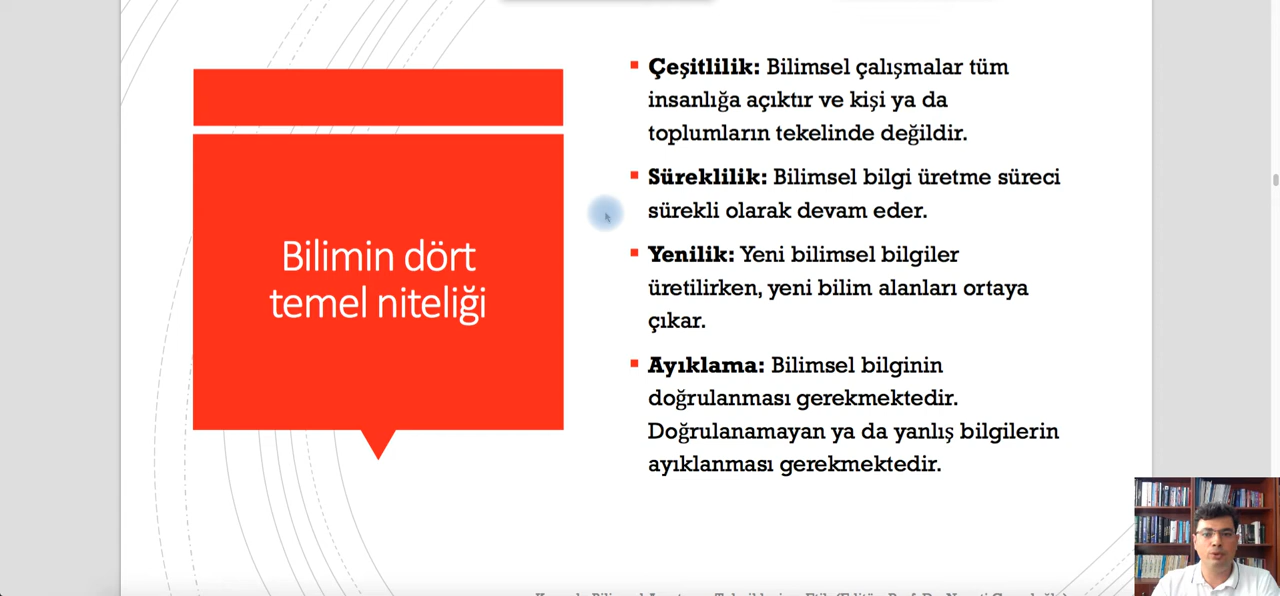 Bilimin dört
temel niteliği
Çeşitlilik: Bilimsel çalışmalar tüm
insanlığa açıktır ve kişi ya da
toplumların tekelinde değildir.
Süreklilik: Bilimsel bilgi üretme süreci
sürekli olarak devam eder.
Yenilik: Yeni bilimsel bilgiler
üretilirken, yeni bilim alanları ortaya
çıkar.
Ayıklama: Bilimsel bilginin
doğrulanması gerekmektedir.
Doğrulanamayan ya da yanlış bilgilerin
ayıklanması gerekmektedir.